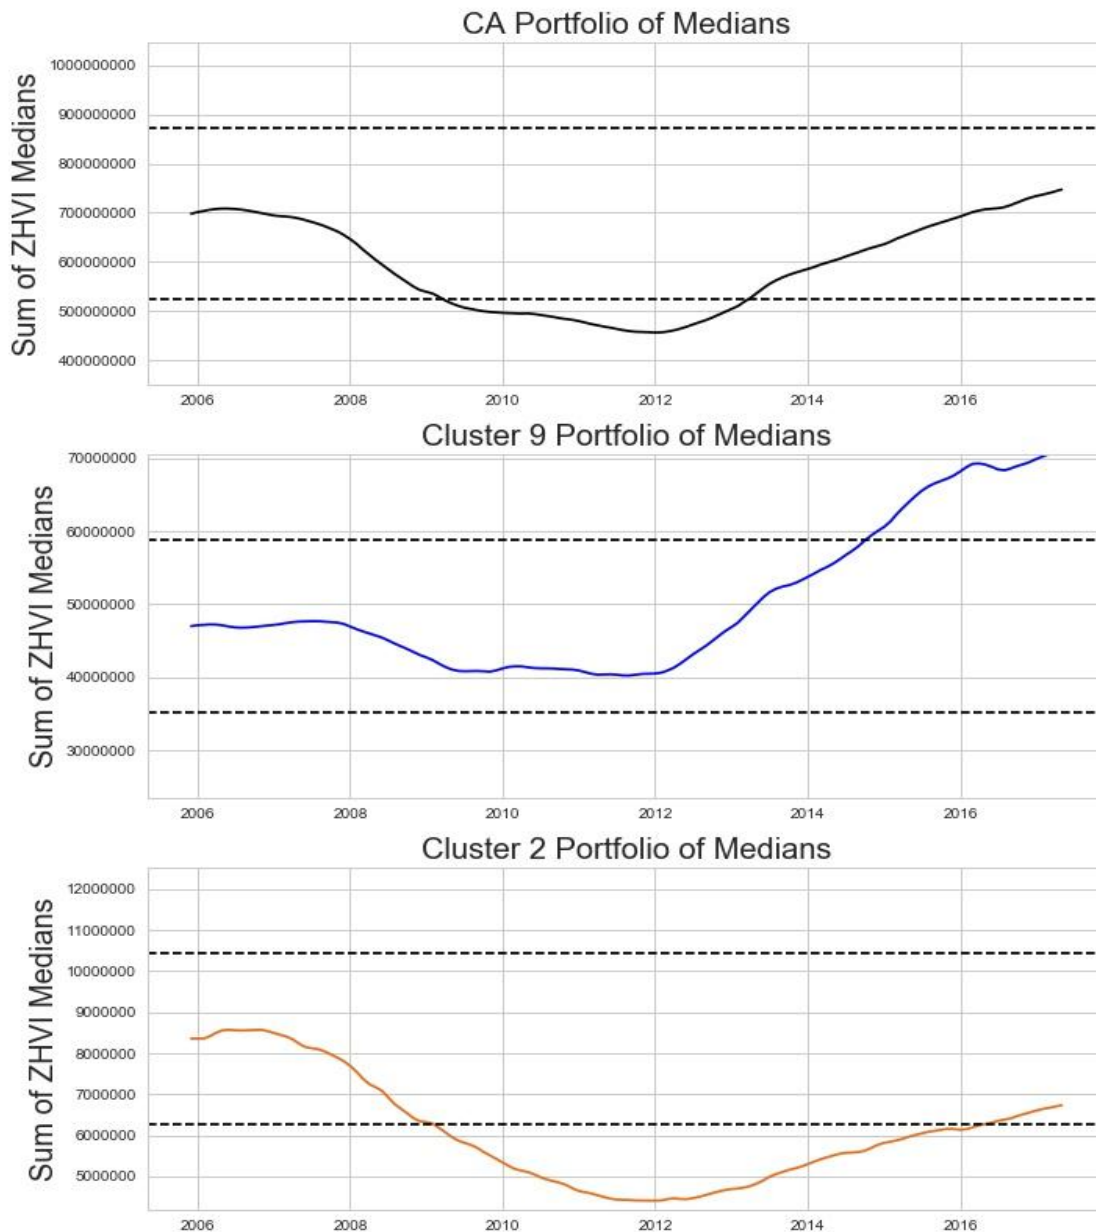 CA Portfolio of Medians
Sum of ZHVI Medians
1000000000
900000000
800000000
700000000
600000000
500000000
400000000
2006 2008 2010 2012 2014 2016
Cluster 9 Portfolio of Medians
Sum of ZHVI Medians
70000000
60000000
50000000
40000000
30000000
2006 2008 2010 2012 2014 2016
Cluster 2 Portfolio of Medians
Sum of ZHVI Medians
12000000
11000000
10000000
9000000
8000000
7000000
6000000
5000000
2006 2008 2010 2012 2014 2016